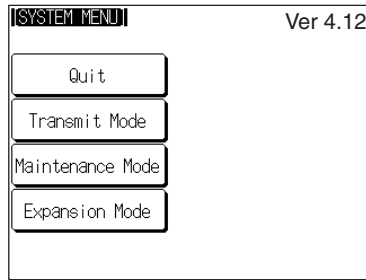 [SYSTEM MENU]
Ver 4.12
Quit
Transmit Mode
Maintenance Mode
Expansion Mode